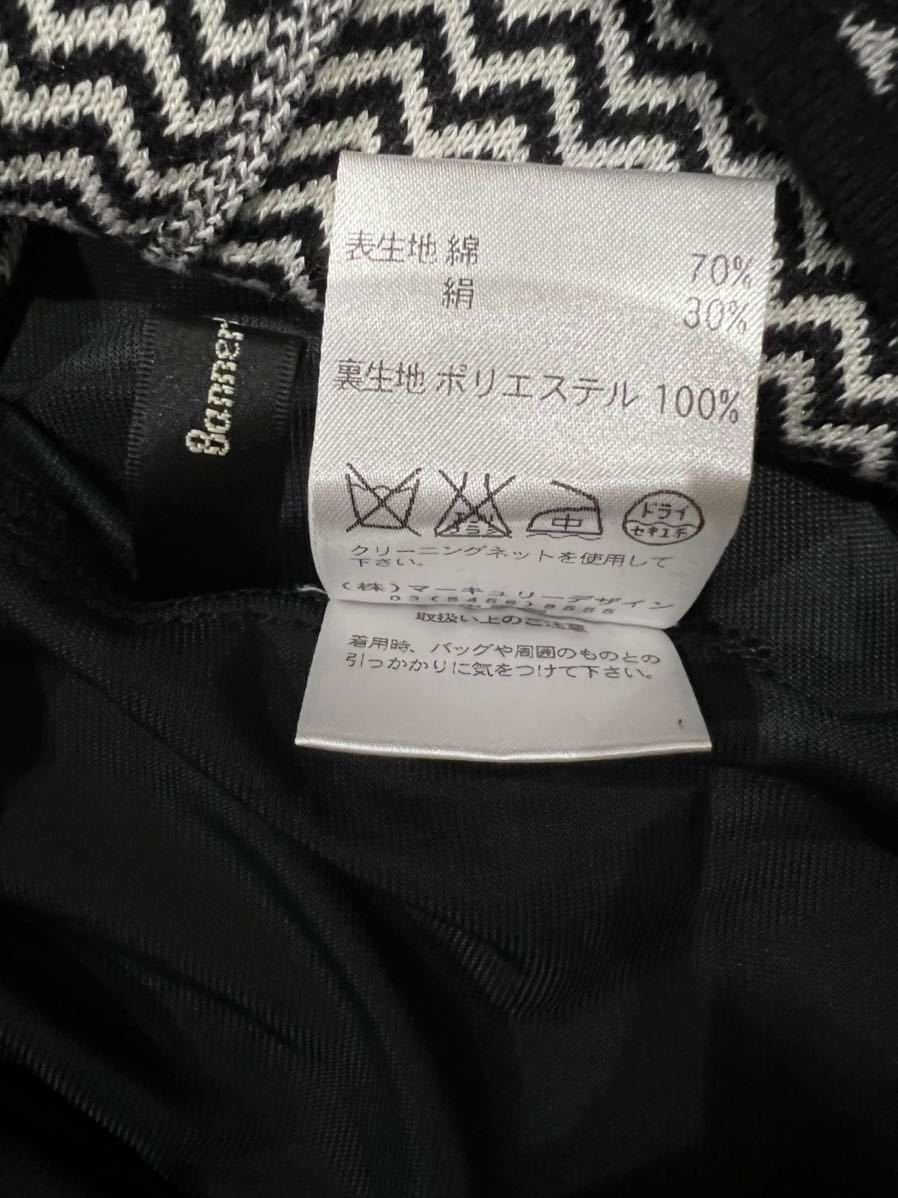 表生地 綿 70%
絹 30%
裏生地 ポリエステル 100%
中
ドライ
セキユ系
クリーニングネットを使用して
下さい。
(株)マーキュリーデザイン
03(5456)8555
取扱い上のご注意
着用時、バッグや周囲のものとの
引っかかりに気をつけて下さい。
Banner